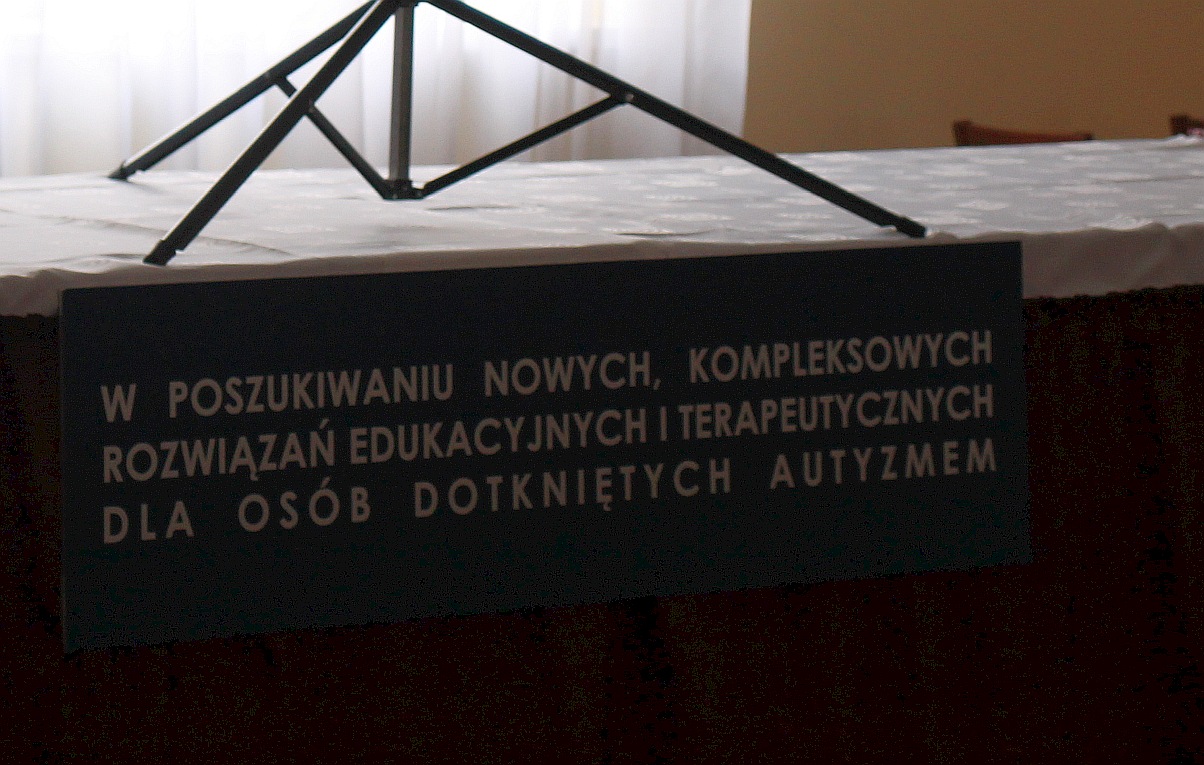 W POSZUKIWANIU NOWYCH, KOMPLEKSOWYCH
ROZWIĄZAŃ EDUKACYJNYCH I TERAPEUTYCZNYCH
DLA OSÓB DOTKNIĘTYCH AUTYZMEM